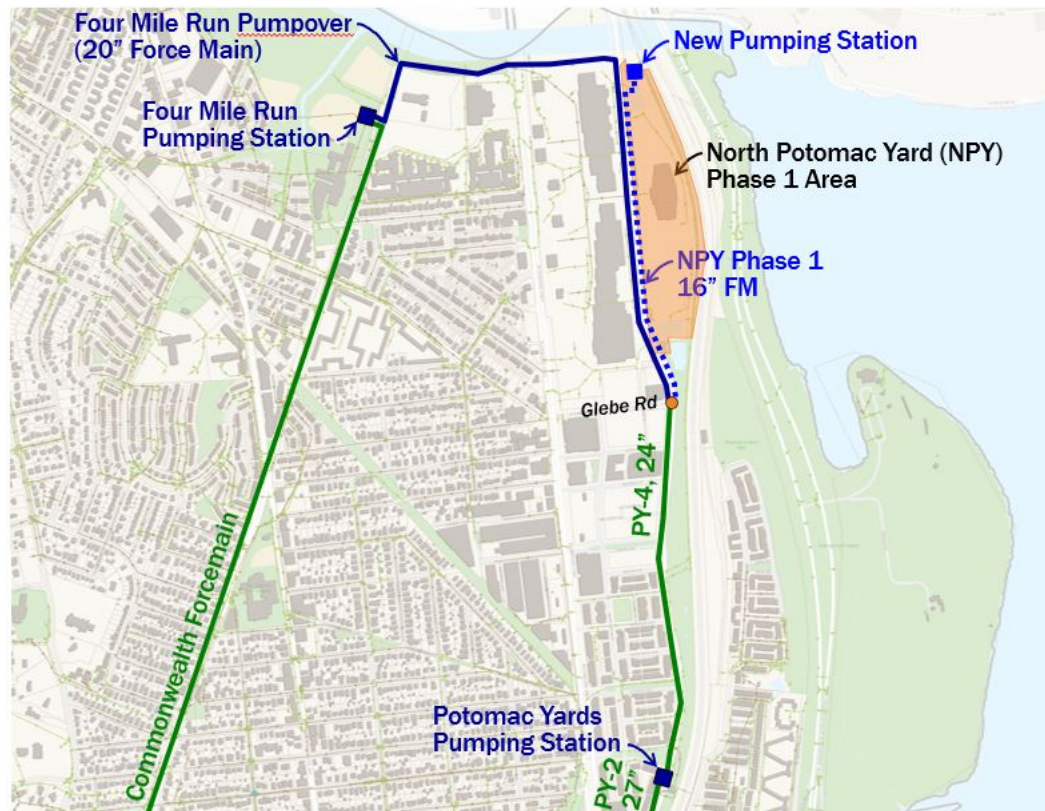 Four Mile Run Pumpover
(20” Force Main)
New Pumping Station
Four Mile Run
Pumping Station
North Potomac Yard (NPY)
Phase 1 Area
NPY Phase 1
16” FM
Glebe Rd
PY-4, 24”
Commonwealth Forcemain
Potomac Yards
Pumping Station
PY-2
27”